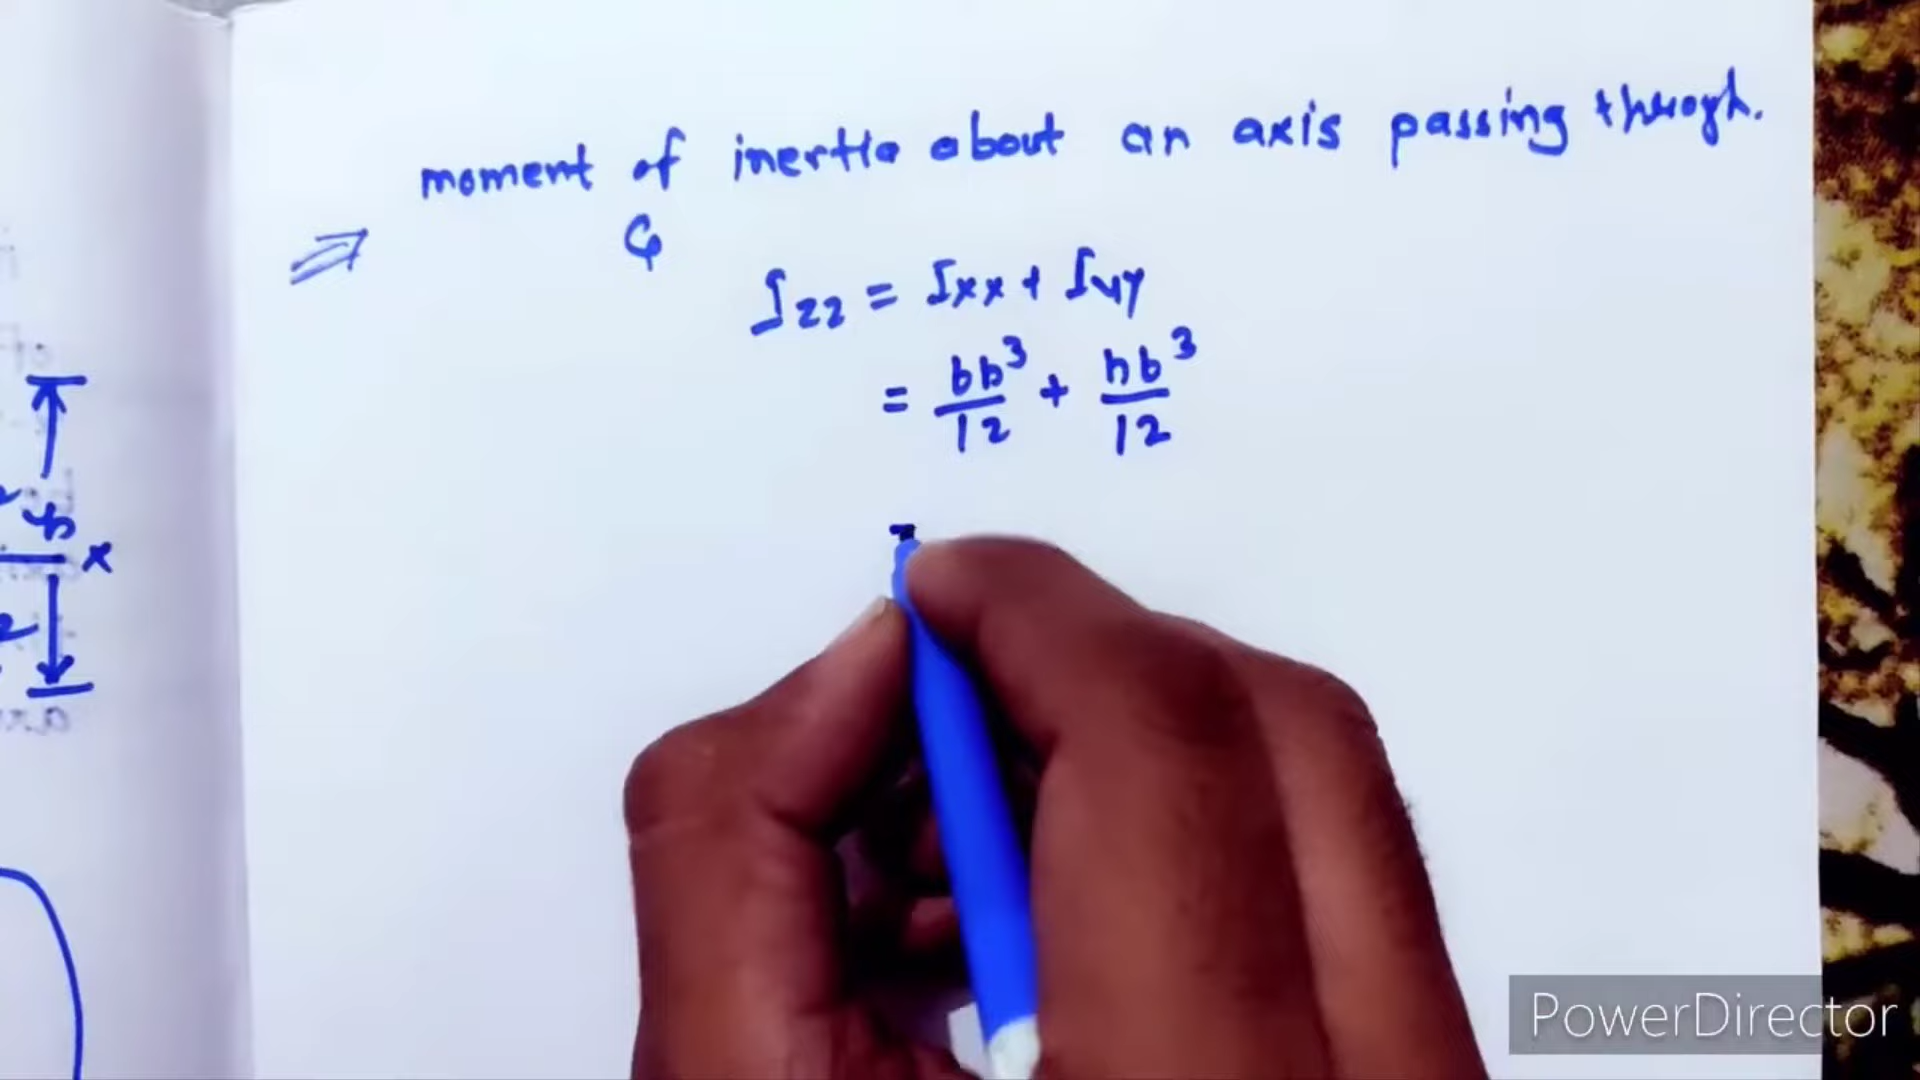 moment of inertia about an axis passing through.
G
Izz = Ixx + Iyy
= bh³/12 + hb³/12
h
x
PowerDirector